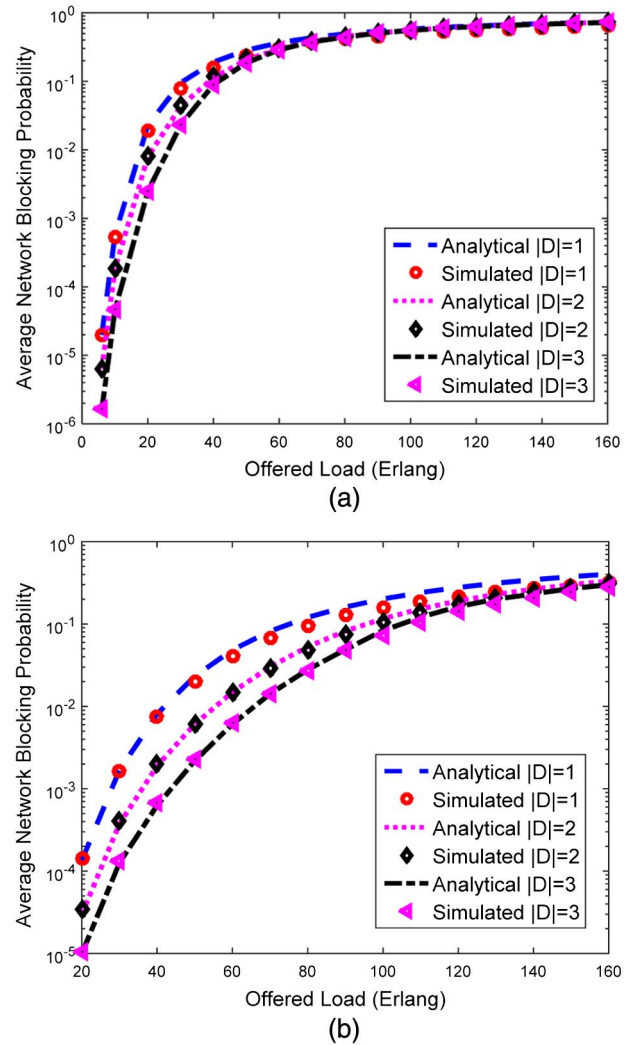 Average Network Blocking Probability
10^0
10^-1
10^-2
10^-3
10^-4
10^-5
10^-6
Analytical |D|=1
Simulated |D|=1
Analytical |D|=2
Simulated |D|=2
Analytical |D|=3
Simulated |D|=3
0 20 40 60 80 100 120 140 160
Offered Load (Erlang)
(a)
Average Network Blocking Probability
10^0
10^-1
10^-2
10^-3
10^-4
10^-5
Analytical |D|=1
Simulated |D|=1
Analytical |D|=2
Simulated |D|=2
Analytical |D|=3
Simulated |D|=3
20 40 60 80 100 120 140 160
Offered Load (Erlang)
(b)